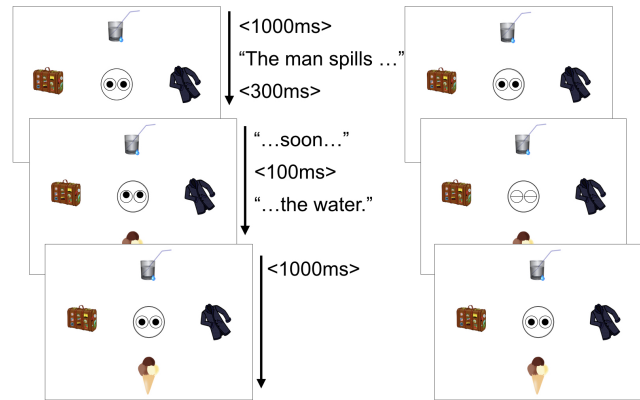 <1000ms>
“The man spills …”
<300ms>
“…soon…”
<100ms>
“…the water.”
<1000ms>